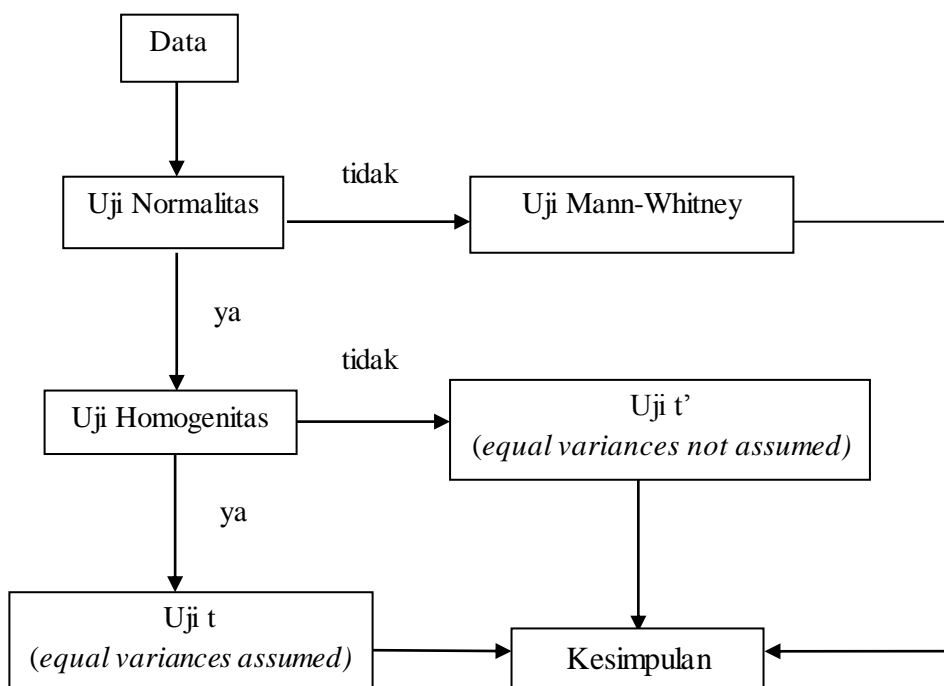 Data
tidak
Uji Normalitas
Uji Mann-Whitney
ya
tidak
Uji Homogenitas
Uji t’
(equal variances not assumed)
ya
Uji t
(equal variances assumed)
Kesimpulan